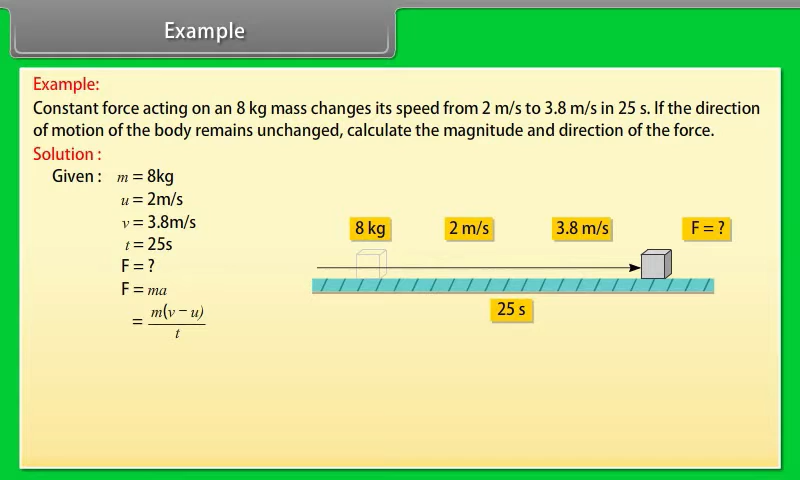 Example
Example:
Constant force acting on an 8 kg mass changes its speed from 2 m/s to 3.8 m/s in 25 s. If the direction
of motion of the body remains unchanged, calculate the magnitude and direction of the force.
Solution :
Given : m = 8kg
u = 2m/s
v = 3.8m/s
t = 25s
F = ?
F = ma
= m(v − u)
t
8 kg 2 m/s 3.8 m/s F = ?
25 s